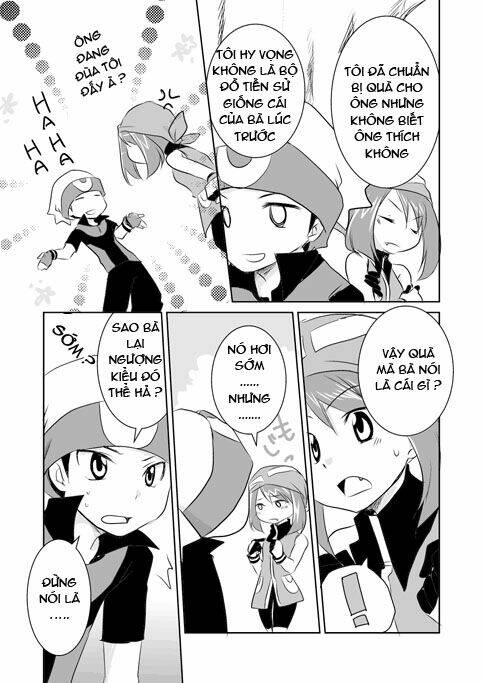 TÔI ĐÃ CHUẨN
BỊ QUÀ CHO
ÔNG NHƯNG
KHÔNG BIẾT
ÔNG THÍCH
KHÔNG
TÔI HY VỌNG
KHÔNG LÀ BỘ
ĐỒ TIỀN SỬ
GIỐNG CÁI
CỦA BÀ LÚC
TRƯỚC
ÔNG
ĐANG
ĐÙA TÔI
ĐẤY À ?
HA
HA
HA
VẬY QUÀ
MÀ BÀ NÓI
LÀ CÁI GÌ ?
!
NÓ HƠI
SỚM
......
NHƯNG
.......
もじ
SAO BÀ
LẠI
NGƯỢNG
KIỂU ĐÓ
THẾ HẢ ?
SỚM..?
ĐỪNG
NÓI LÀ
.....